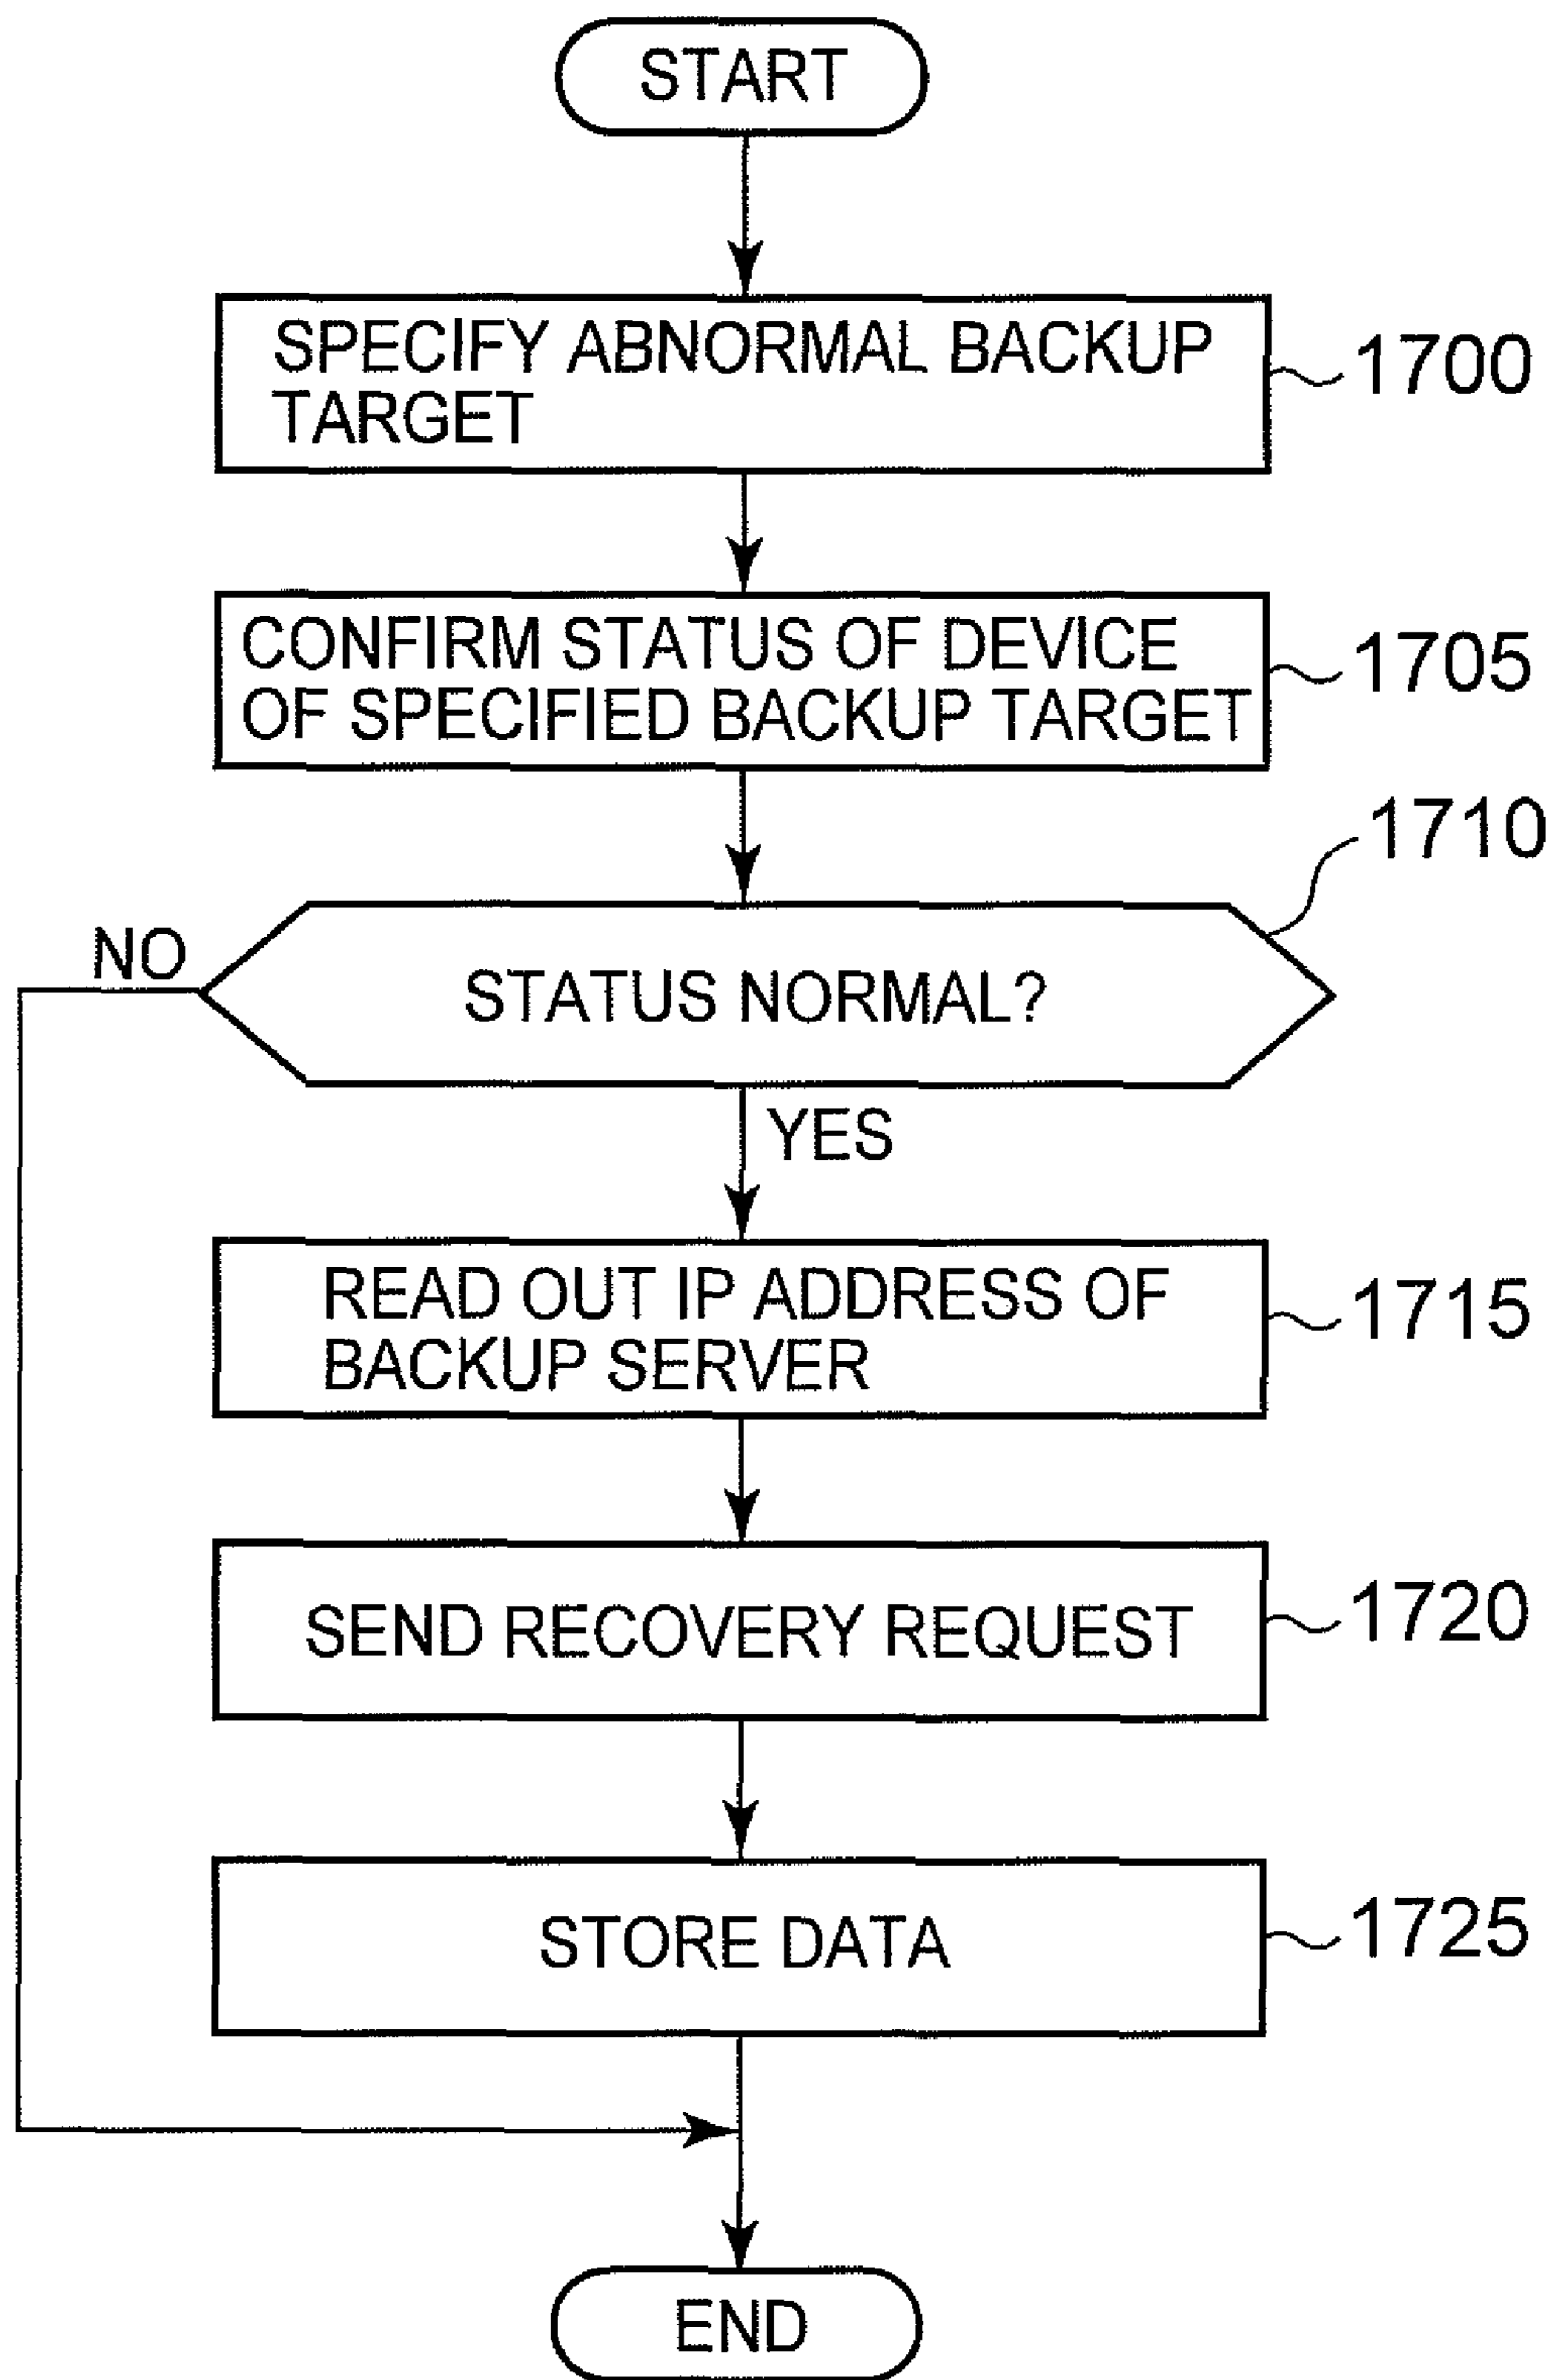 START
SPECIFY ABNORMAL BACKUP
TARGET
1700
CONFIRM STATUS OF DEVICE
OF SPECIFIED BACKUP TARGET
1705
1710
NO
STATUS NORMAL?
YES
READ OUT IP ADDRESS OF
BACKUP SERVER
1715
SEND RECOVERY REQUEST
1720
STORE DATA
1725
END